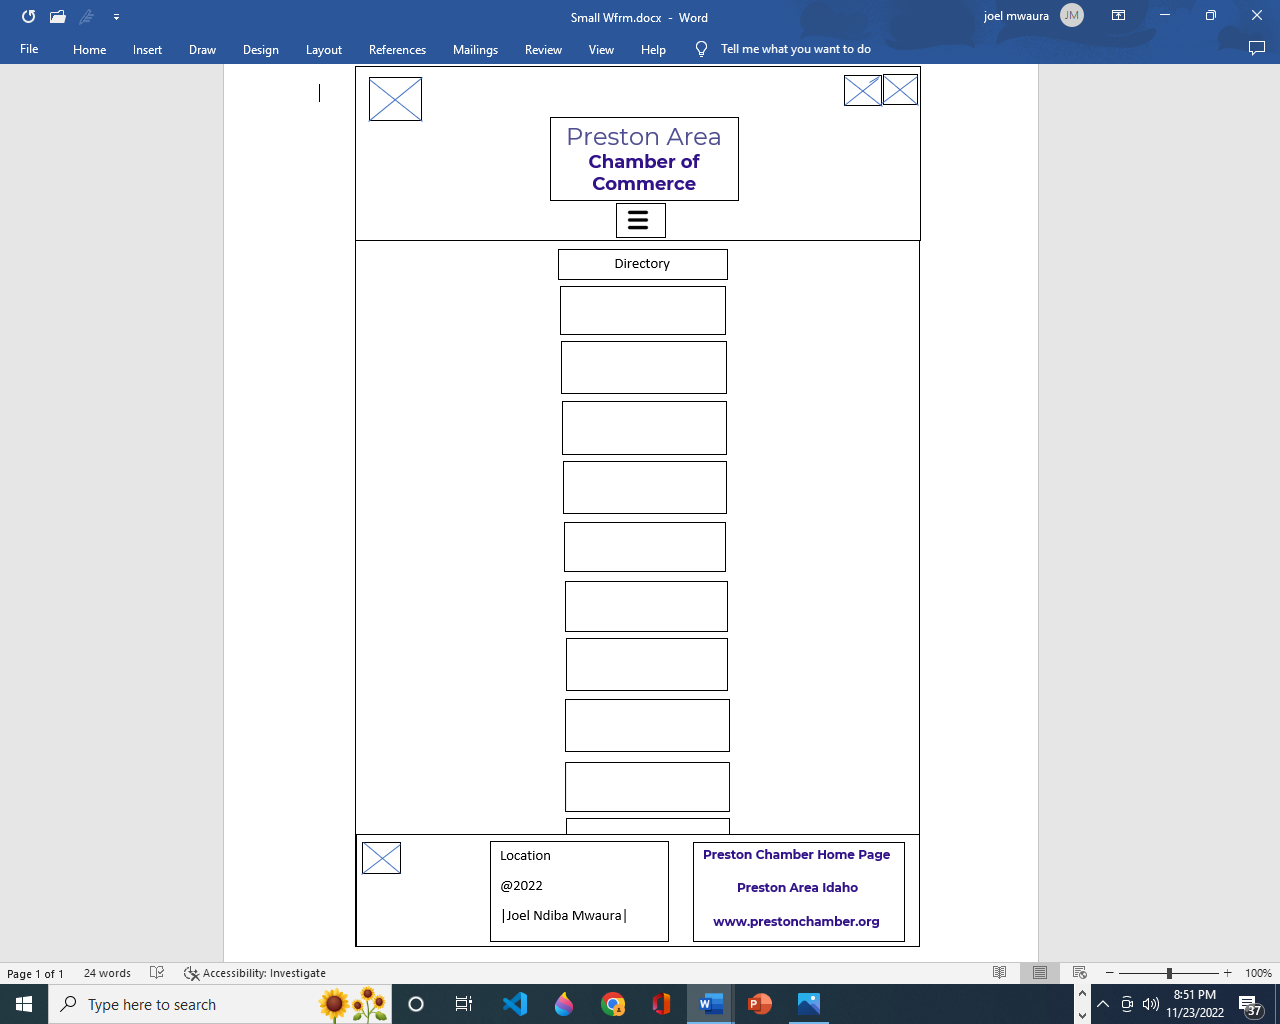 Small Wfrm.docx - Word
joel mwaura
JM
File Home Insert Draw Design Layout References Mailings Review View Help Tell me what you want to do
Preston Area
Chamber of
Commerce
Directory
Location
@2022
|Joel Ndiba Mwaura|
Preston Chamber Home Page
Preston Area Idaho
www.prestonchamber.org
Page 1 of 1 24 words Accessibility: Investigate 100%
Type here to search
8:51 PM
11/23/2022
37